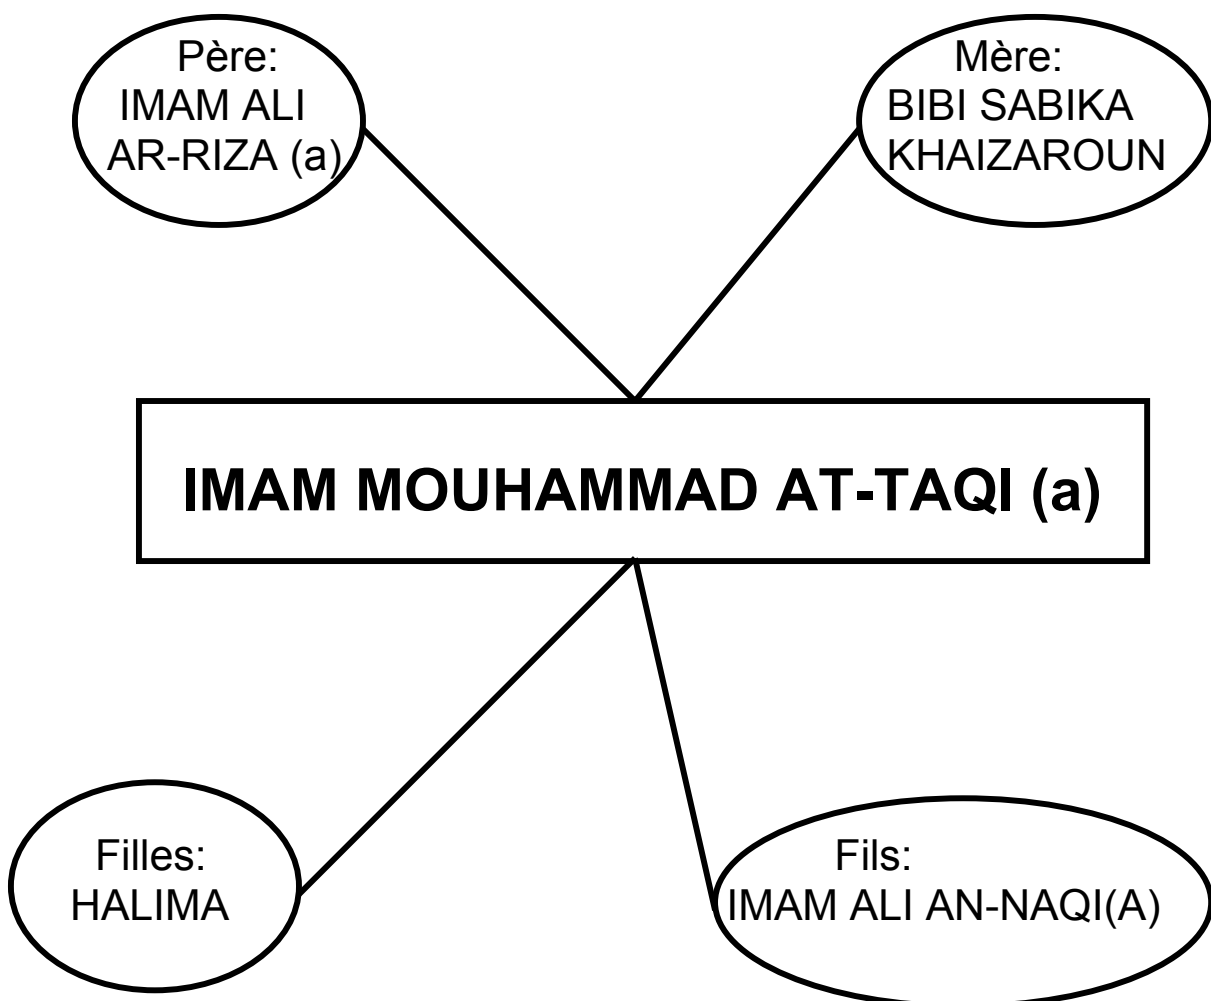 Père:
IMAM ALI
AR-RIZA (a)
Mère:
BIBI SABIKA
KHAIZAROUN
IMAM MOUHAMMAD AT-TAQI (a)
Filles:
HALIMA
Fils:
IMAM ALI AN-NAQI(A)